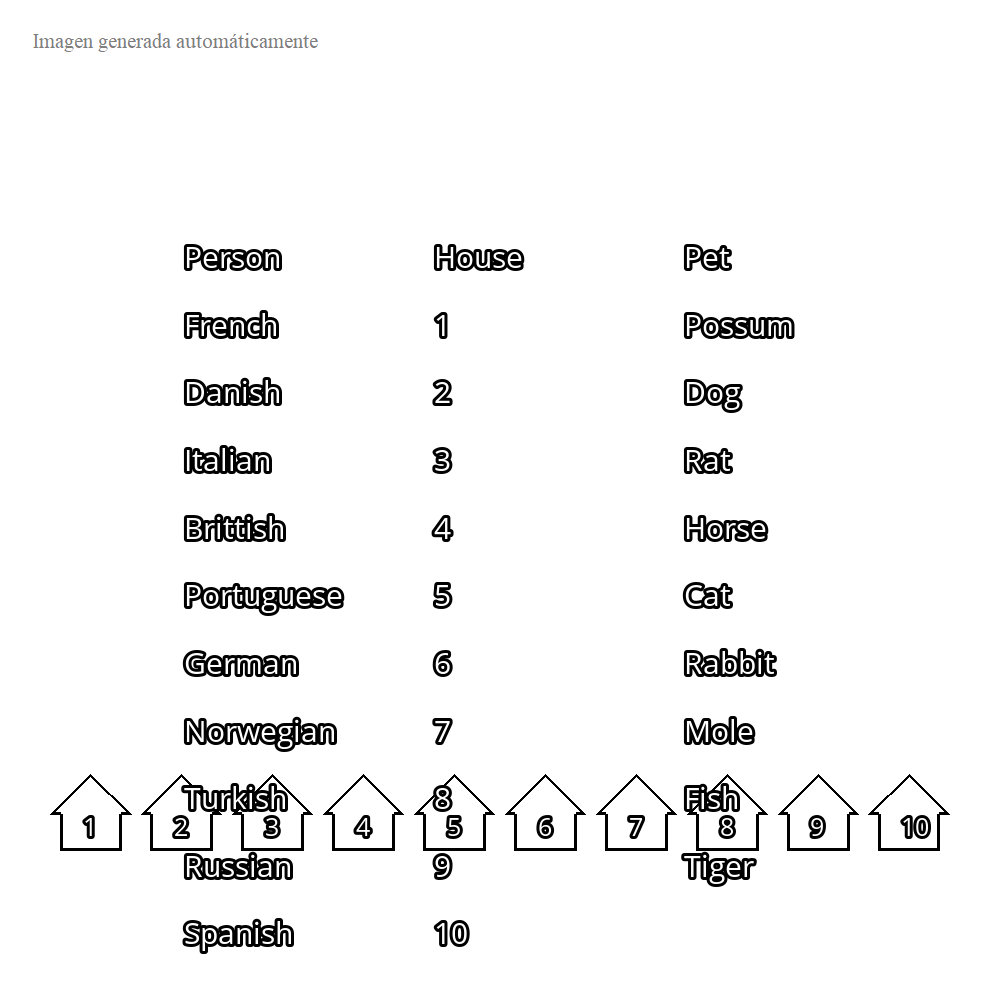 Imagen generada automáticamente
Person House Pet
French 1 Possum
Danish 2 Dog
Italian 3 Rat
Brittish 4 Horse
Portuguese 5 Cat
German 6 Rabbit
Norwegian 7 Mole
Turkish 8 Fish
1 2 3 4 5 6 7 8 9 10
Russian 9 Tiger
Spanish 10